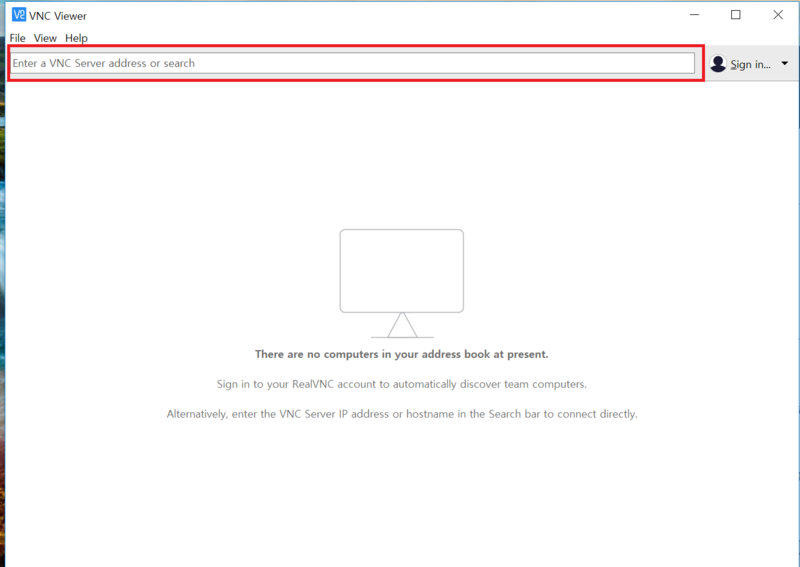 VNC Viewer
File View Help
Enter a VNC Server address or search
Sign in...
There are no computers in your address book at present.
Sign in to your RealVNC account to automatically discover team computers.
Alternatively, enter the VNC Server IP address or hostname in the Search bar to connect directly.